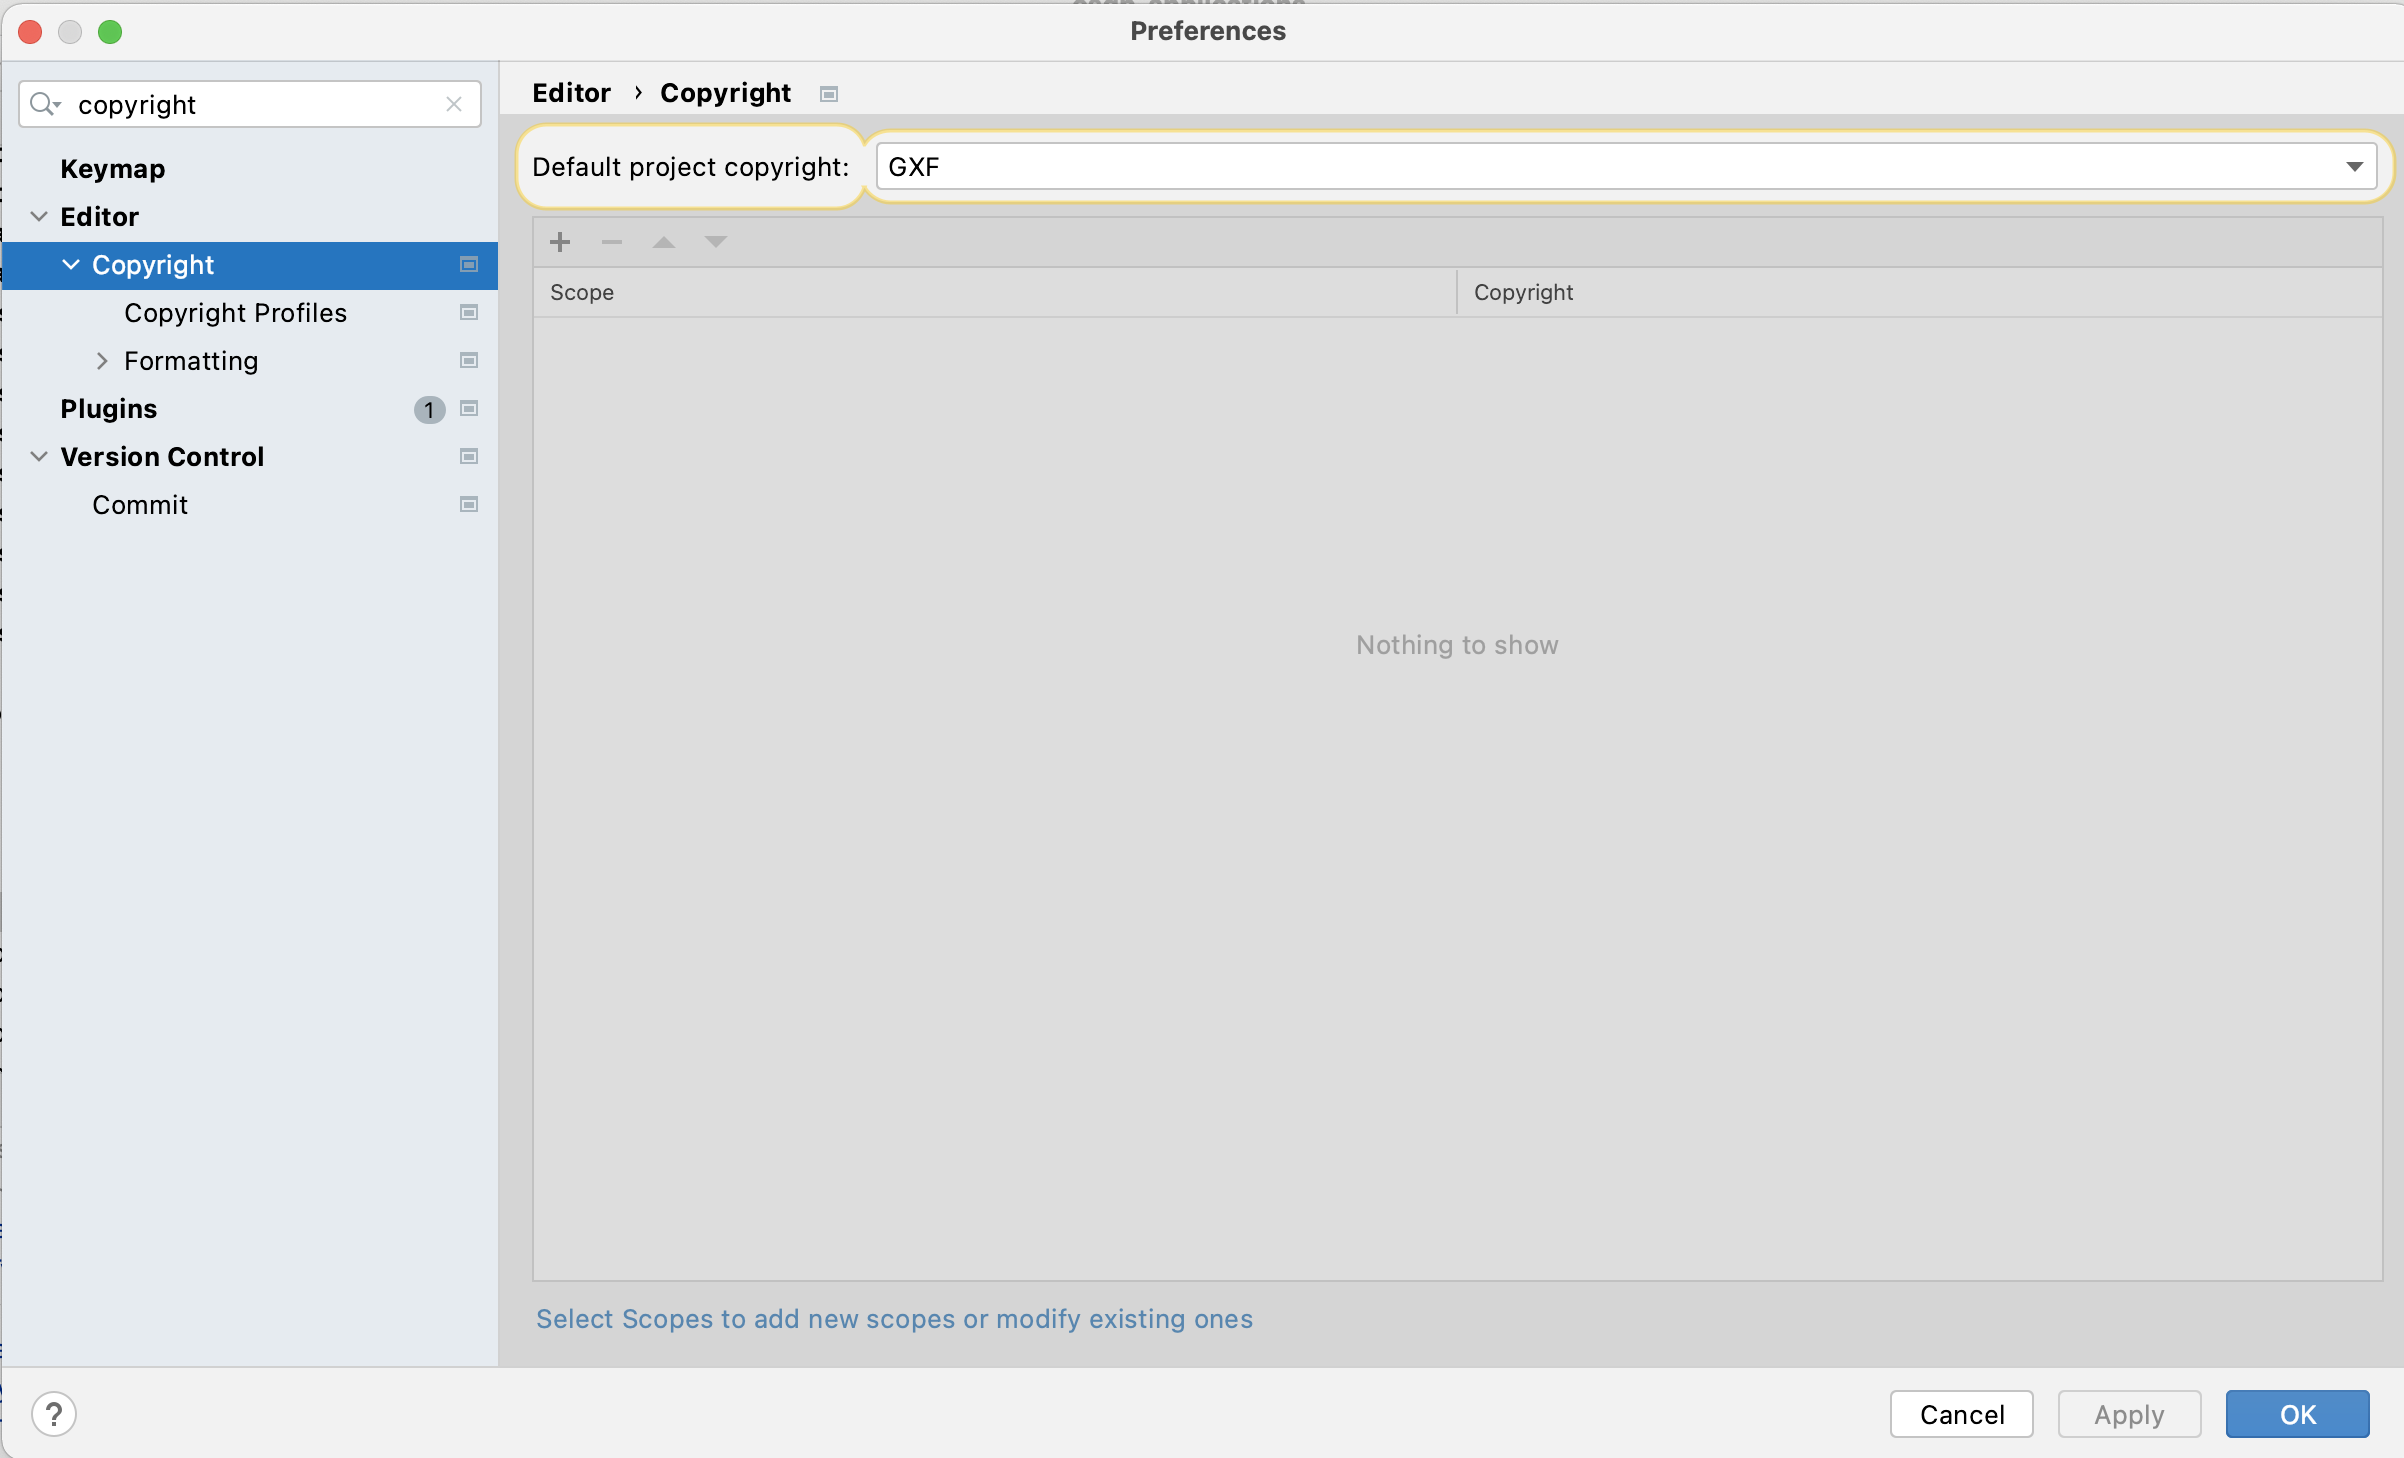 Preferences
copyright
Keymap
Editor
Copyright
Copyright Profiles
Formatting
Plugins 1
Version Control
Commit
Editor › Copyright
Default project copyright: GXF
Scope Copyright
Nothing to show
Select Scopes to add new scopes or modify existing ones
? Cancel Apply OK